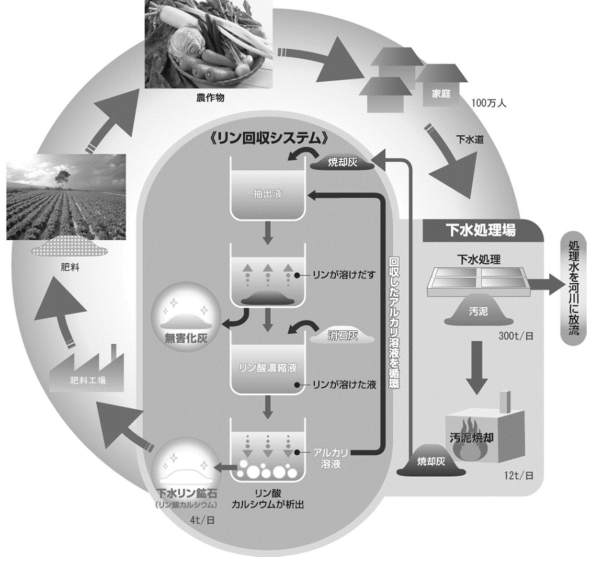 農作物
家庭
100万人
下水道
《リン回収システム》
焼却灰
抽出液
リンが溶けだす
無害化灰
消石灰
リン酸濃縮液
リンが溶けた液
アルカリ
溶液
リン酸
カルシウムが析出
回収したアルカリ溶液を循環
下水処理場
下水処理
汚泥
300t/日
処理水を河川に放流
汚泥焼却
焼却灰
12t/日
下水リン鉱石
(リン酸カルシウム)
4t/日
肥料工場
肥料